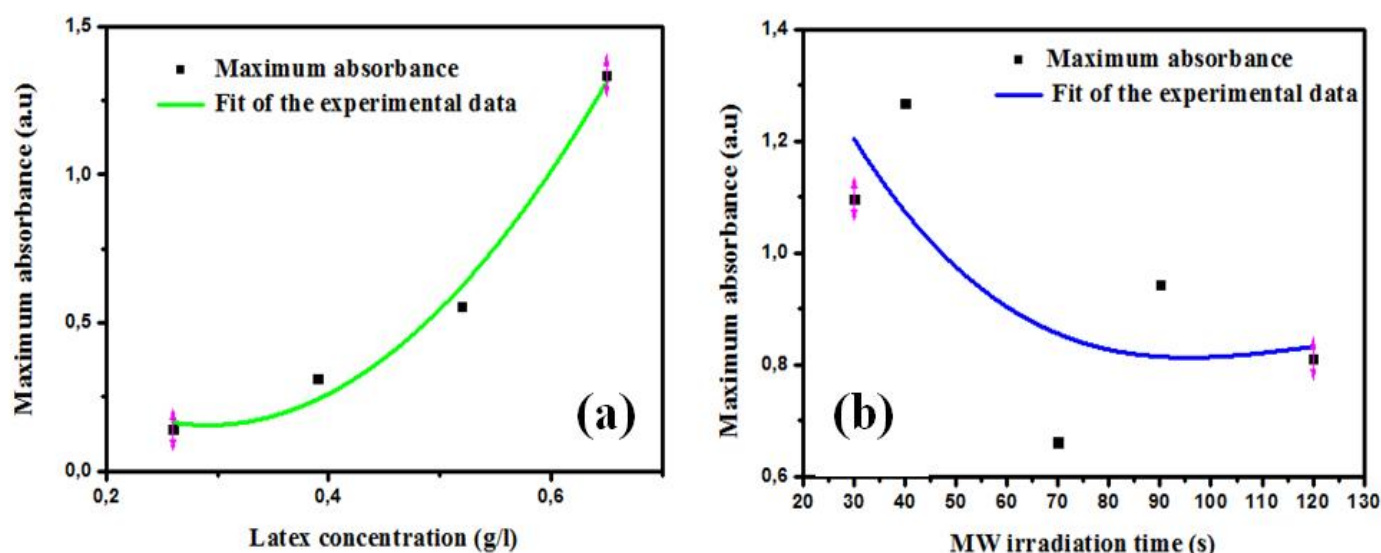 1,5
1,0
0,5
0,0
0,2
0,4
0,6
Maximum absorbance (a.u)
Latex concentration (g/l)
Maximum absorbance
Fit of the experimental data
(a)
1,4
1,2
1,0
0,8
0,6
20 30 40 50 60 70 80 90 100 110 120 130
Maximum absorbance (a.u)
MW irradiation time (s)
Maximum absorbance
Fit of the experimental data
(b)